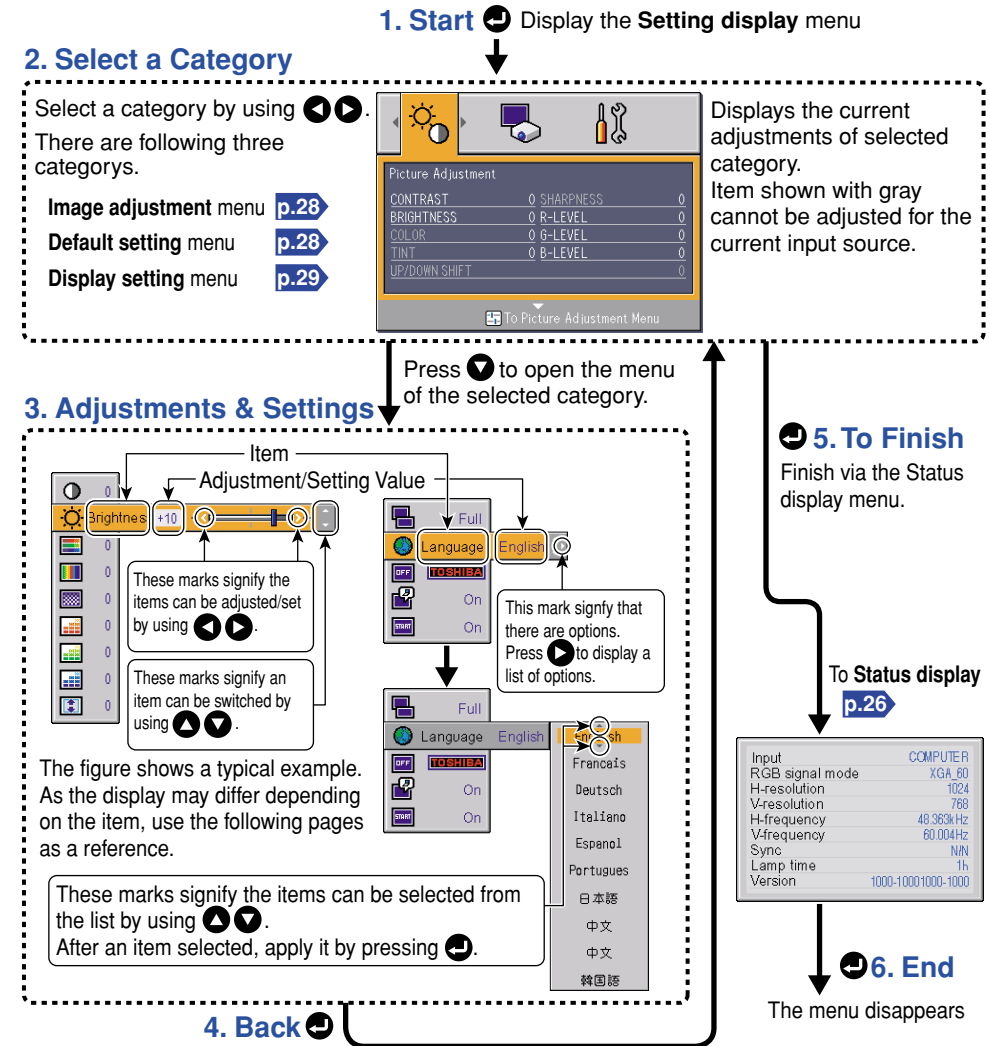 1. Start Display the Setting display menu
2. Select a Category
Select a category by using .
There are following three
categorys.
Image adjustment menu p.28
Default setting menu p.28
Display setting menu p.29
Picture Adjustment
CONTRAST 0 SHARPNESS 0
BRIGHTNESS 0 R-LEVEL 0
COLOR 0 G-LEVEL 0
TINT 0 B-LEVEL 0
UP/DOWN SHIFT 0
To Picture Adjustment Menu
Displays the current
adjustments of selected
category.
Item shown with gray
cannot be adjusted for the
current input source.
Press to open the menu
of the selected category.
3. Adjustments & Settings
Item
Adjustment/Setting Value
0
Brightnes +10
0
0
0
0
0
0
0
These marks signify the
items can be adjusted/set
by using .
These marks signify an
item can be switched by
using .
Full
Language English
OFF TOSHIBA
On
START On
This mark signfy that
there are options.
Press to display a
list of options.
Full
Language English
OFF TOSHIBA
On
START On
English
Francais
Deutsch
Italiano
Espanol
Portugues
日本語
中文
中文
韓国語
The figure shows a typical example.
As the display may differ depending
on the item, use the following pages
as a reference.
These marks signify the items can be selected from
the list by using .
After an item selected, apply it by pressing .
4. Back
5. To Finish
Finish via the Status
display menu.
To Status display
p.26
Input COMPUTER
RGB signal mode XGA_60
H-resolution 1024
V-resolution 768
H-frequency 48.363kHz
V-frequency 60.004Hz
Sync N/N
Lamp time 1h
Version 1000-10001000-1000
6. End
The menu disappears